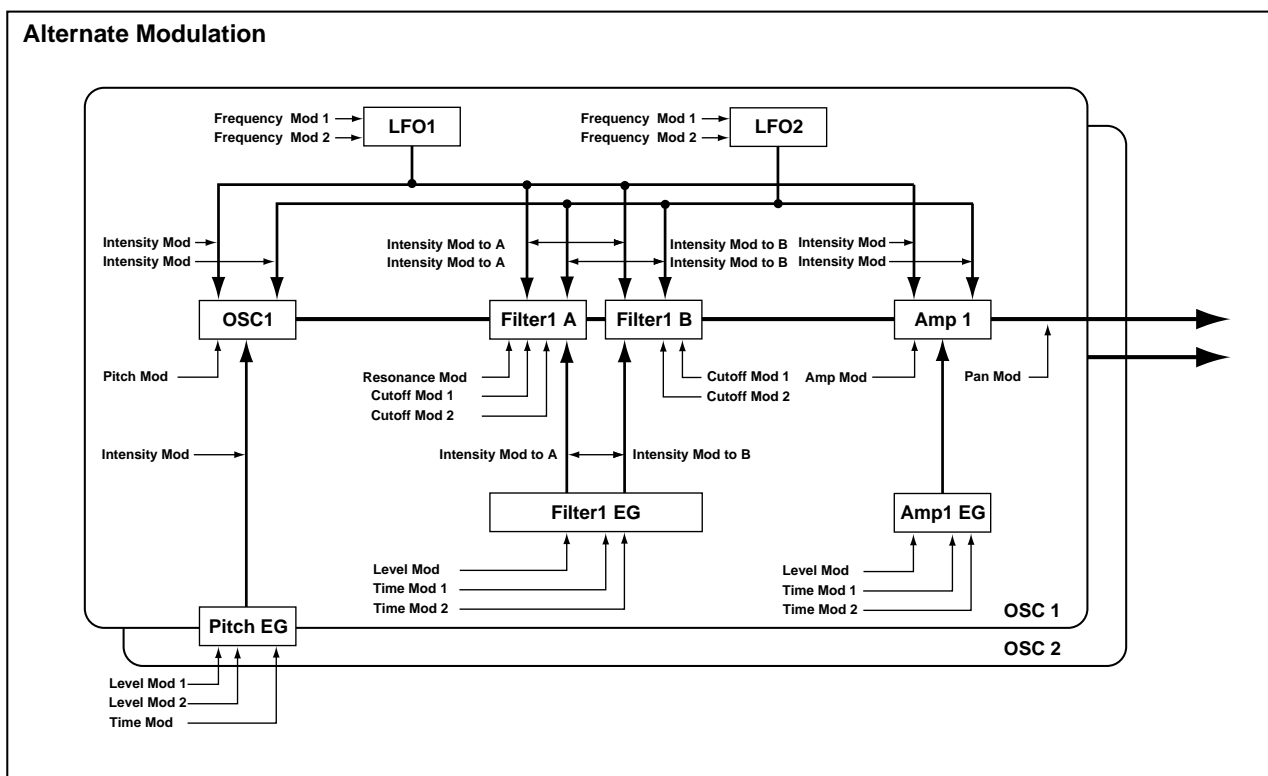 Alternate Modulation
Frequency Mod 1
Frequency Mod 2
LFO1
Frequency Mod 1
Frequency Mod 2
LFO2
Intensity Mod
Intensity Mod
Intensity Mod to A
Intensity Mod to A
Intensity Mod to B
Intensity Mod to B
Intensity Mod
Intensity Mod
OSC1
Filter1 A
Filter1 B
Amp 1
Pitch Mod
Resonance Mod
Cutoff Mod 1
Cutoff Mod 2
Cutoff Mod 1
Cutoff Mod 2
Amp Mod
Pan Mod
Intensity Mod
Intensity Mod to A
Intensity Mod to B
Filter1 EG
Amp1 EG
Level Mod
Time Mod 1
Time Mod 2
Level Mod
Time Mod 1
Time Mod 2
OSC 1
Pitch EG
OSC 2
Level Mod 1
Level Mod 2
Time Mod